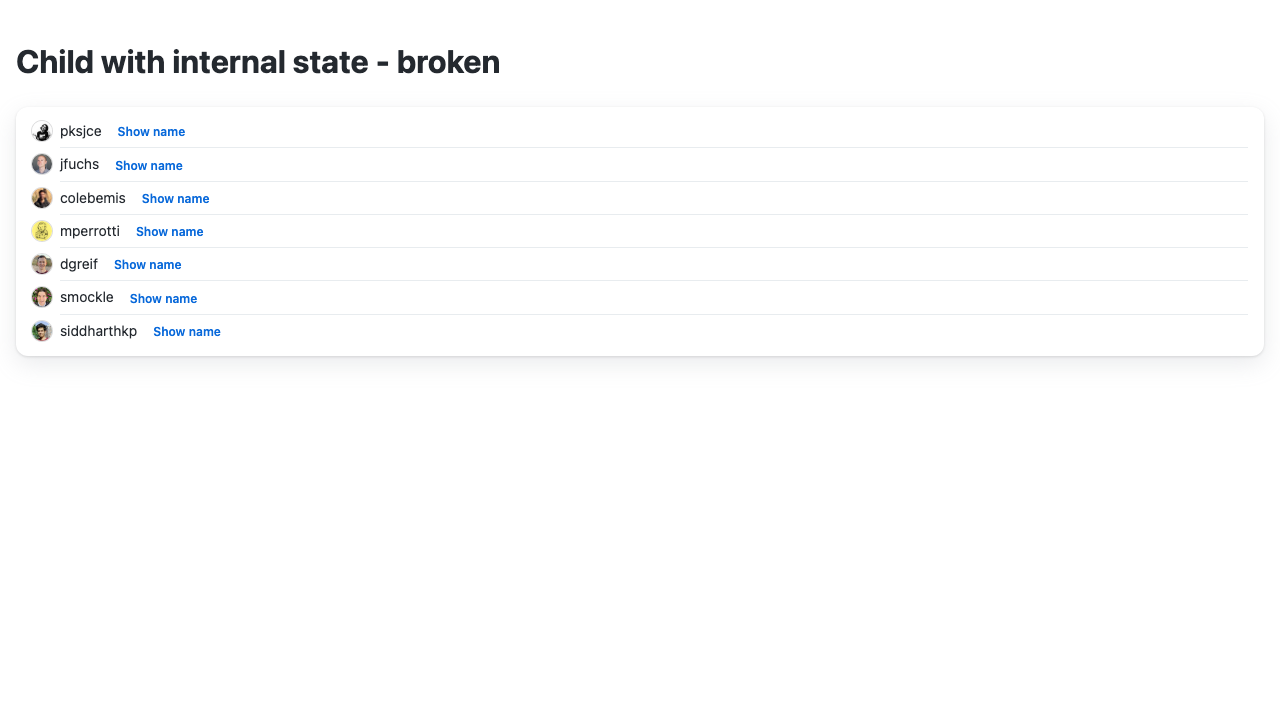 Child with internal state - broken
pksjce Show name
jfuchs Show name
colebemis Show name
mperrotti Show name
dgreif Show name
smockle Show name
siddharthkp Show name